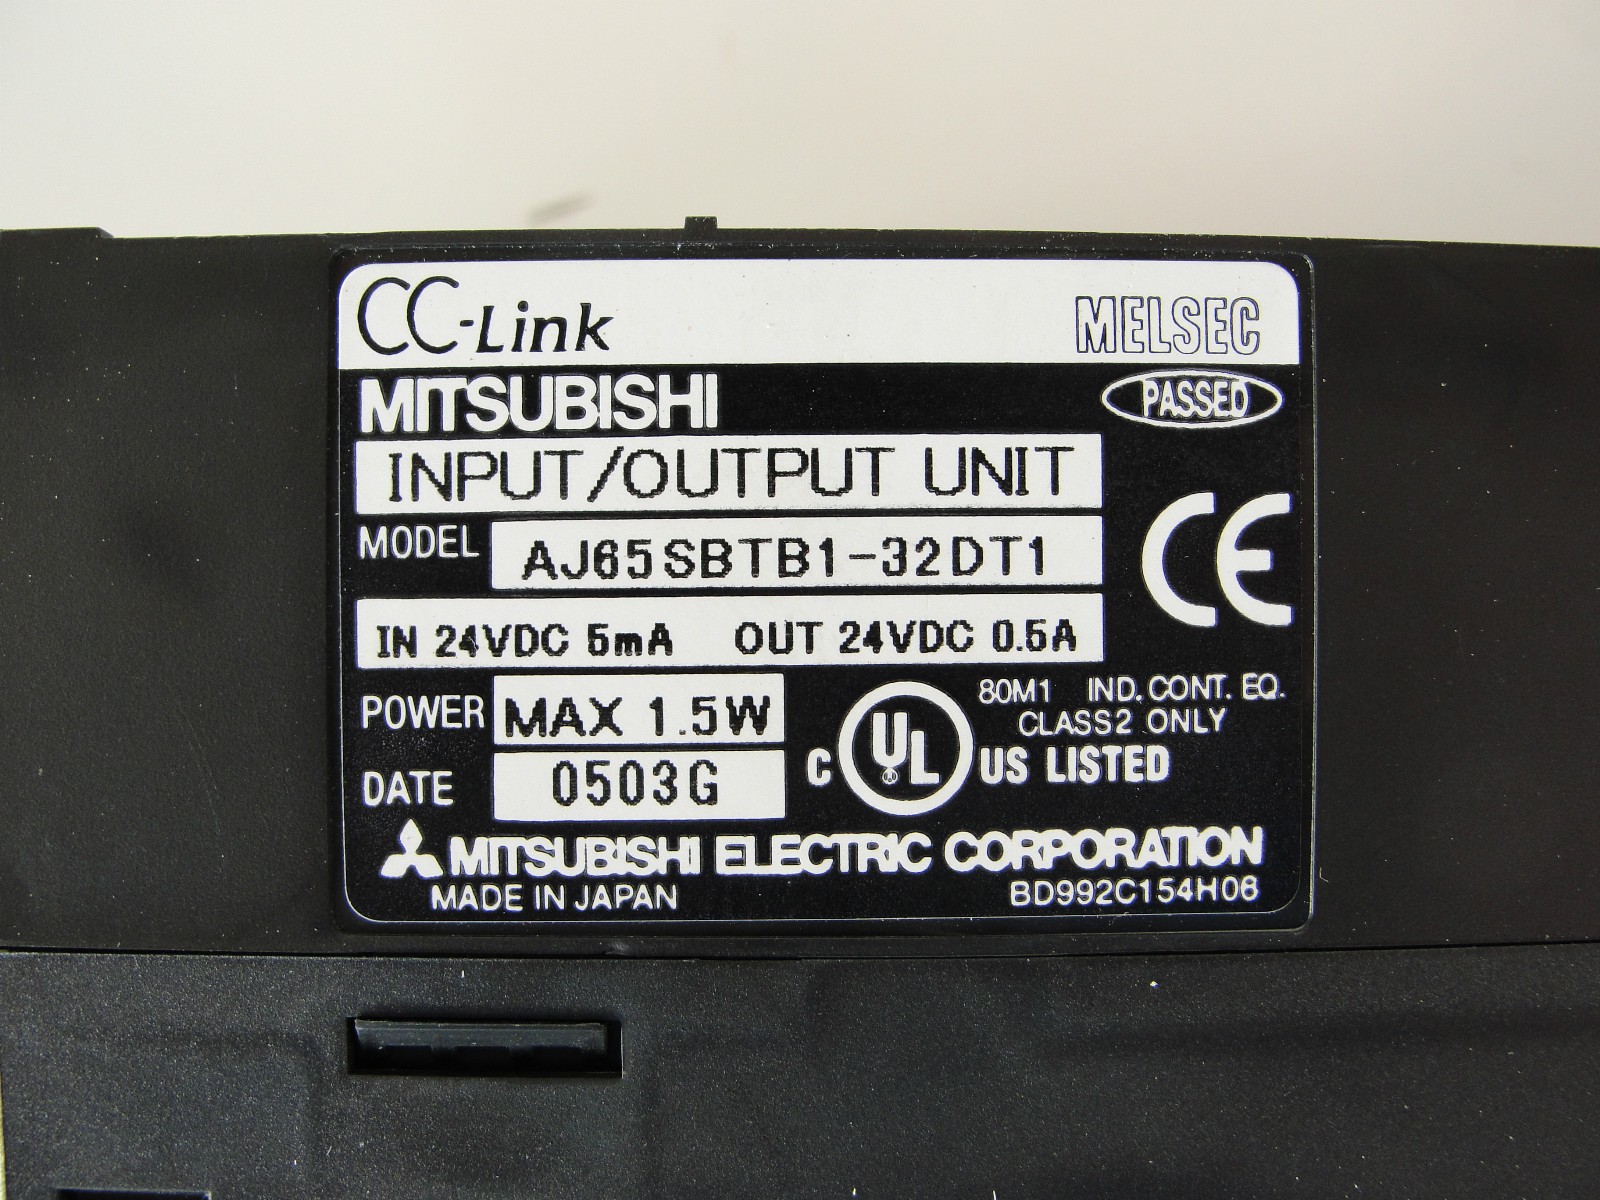 CC-Link MELSEC
MITSUBISHI PASSED
INPUT/OUTPUT UNIT
MODEL AJ65SBTB1-32DT1
CE
IN 24VDC 5mA OUT 24VDC 0.5A
80M1 IND. CONT. EQ.
POWER MAX 1.5W
CLASS2 ONLY
C UL US LISTED
DATE 0503G
MITSUBISHI ELECTRIC CORPORATION
MADE IN JAPAN BD992C154H06